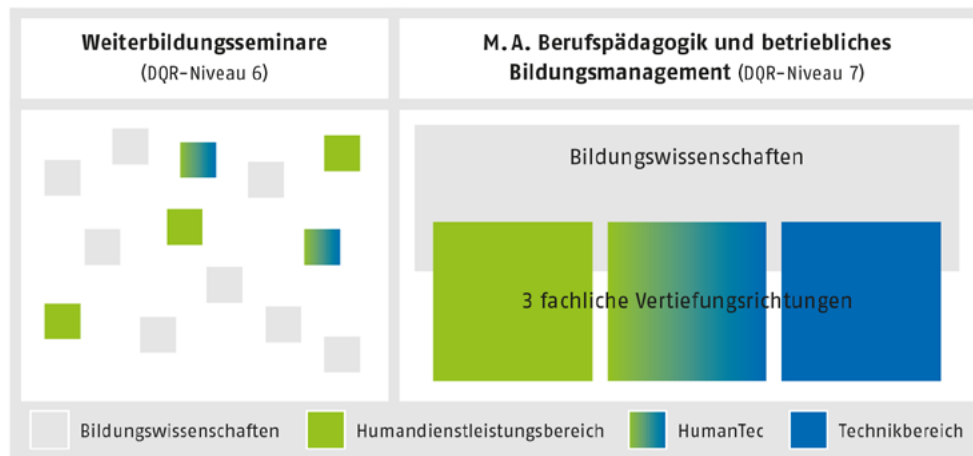 Weiterbildungsseminare
(DQR-Niveau 6)
M. A. Berufspädagogik und betriebliches
Bildungsmanagement (DQR-Niveau 7)
Bildungswissenschaften
3 fachliche Vertiefungsrichtungen
Bildungswissenschaften
Humandienstleistungsbereich
HumanTec
Technikbereich